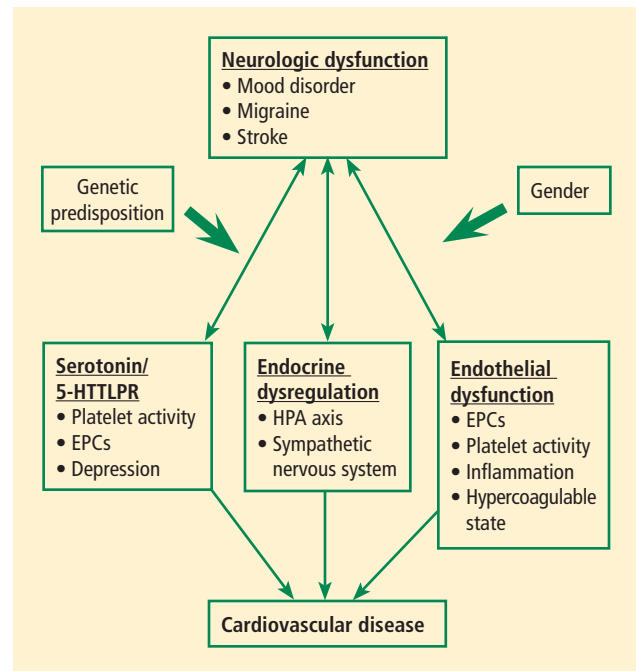 Neurologic dysfunction
• Mood disorder
• Migraine
• Stroke
Genetic
predisposition
Gender
Serotonin/
5-HTTLPR
• Platelet activity
• EPCs
• Depression
Endocrine
dysregulation
• HPA axis
• Sympathetic
nervous system
Endothelial
dysfunction
• EPCs
• Platelet activity
• Inflammation
• Hypercoagulable
state
Cardiovascular disease